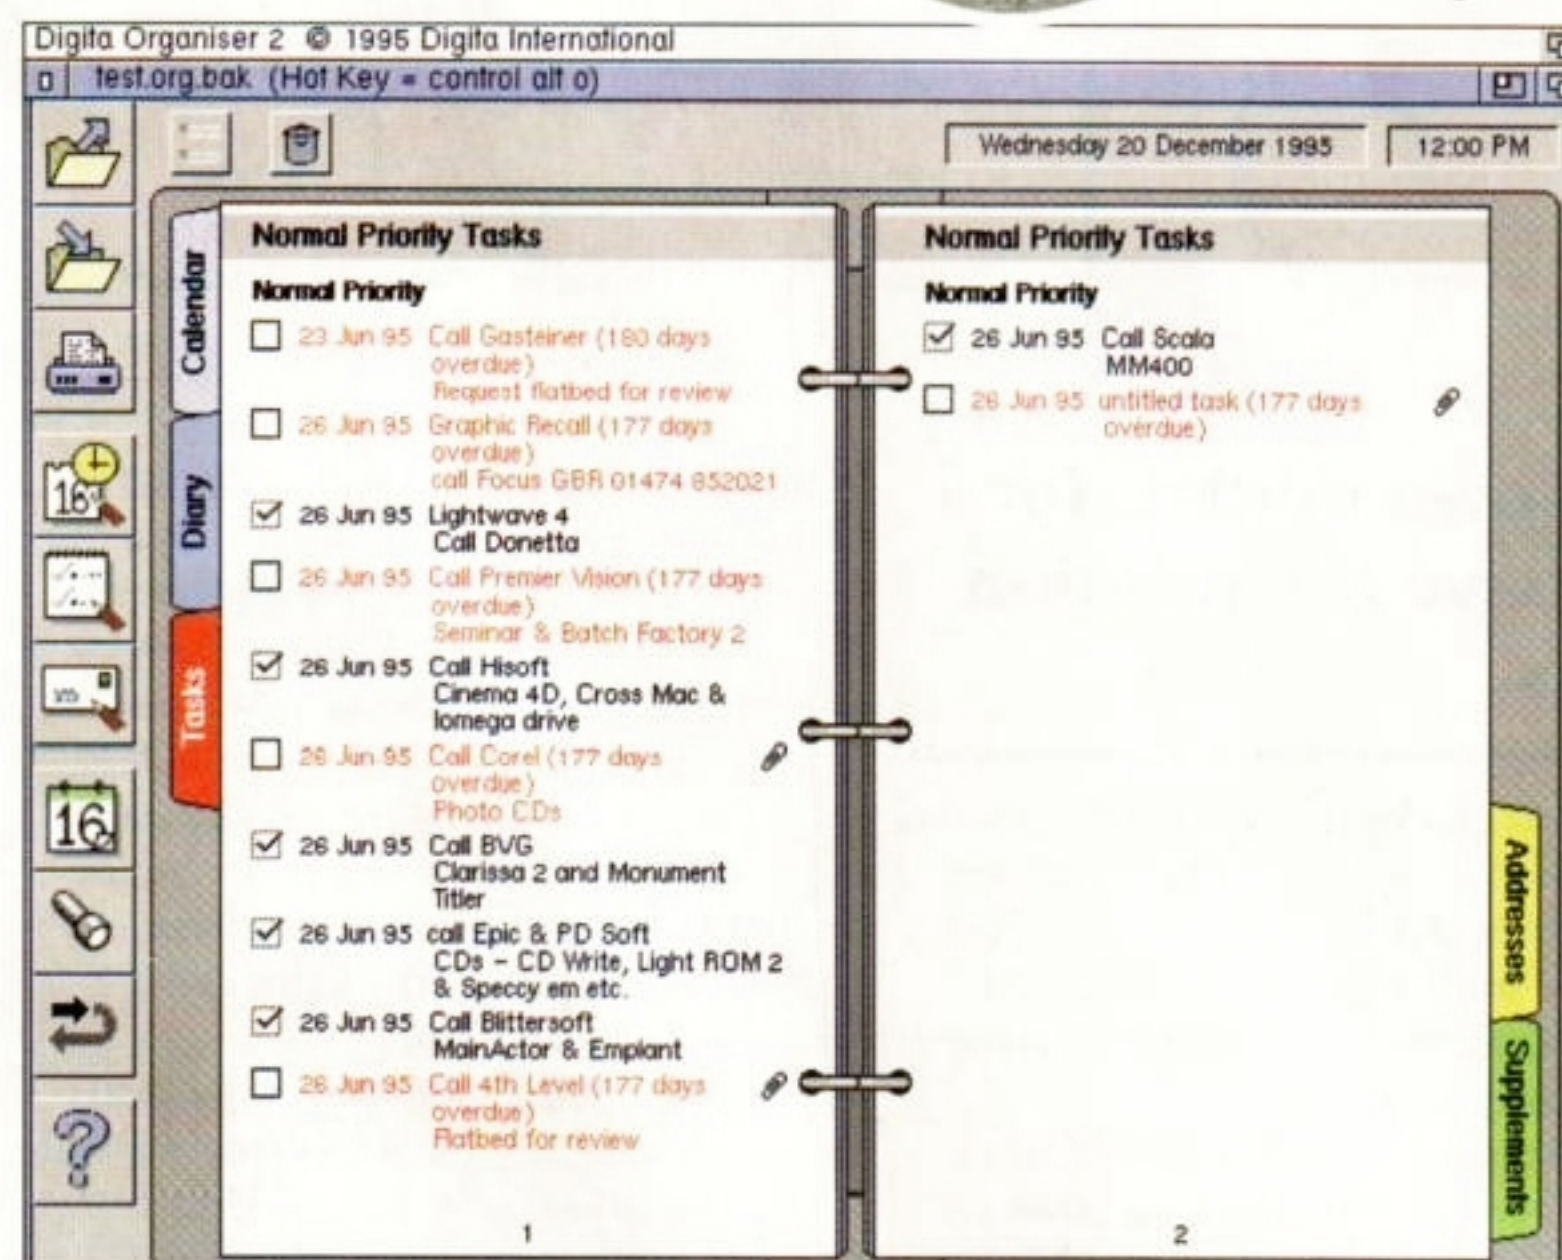 Digita Organiser 2 © 1995 Digita International
test.org.bak (Hot Key = control alt o)
Wednesday 20 December 1995
12:00 PM
Calendar
Diary
Tasks
Normal Priority Tasks
Normal Priority
23 Jun 95 Call Gasteiner (180 days
overdue)
Request flatbed for review
26 Jun 95 Graphic Recall (177 days
overdue)
call Focus GBR 01474 852021
26 Jun 95 Lightwave 4
Call Donetta
26 Jun 95 Call Premier Vision (177 days
overdue)
Seminar & Batch Factory 2
26 Jun 95 Call Hisoft
Cinema 4D, Cross Mac &
Iomega drive
26 Jun 95 Call Corel (177 days
overdue)
Photo CDs
26 Jun 95 Call BVG
Clarissa 2 and Monument
Titler
26 Jun 95 call Epic & PD Soft
CDs - CD Write, Light ROM 2
& Speccy em etc.
26 Jun 95 Call Blittersoft
MainActor & Emplant
26 Jun 95 Call 4th Level (177 days
overdue)
Flatbed for review
1
Normal Priority Tasks
Normal Priority
26 Jun 95 Call Scala
MM400
26 Jun 95 untitled task (177 days
overdue)
2
Addresses
Supplements
16
16
?